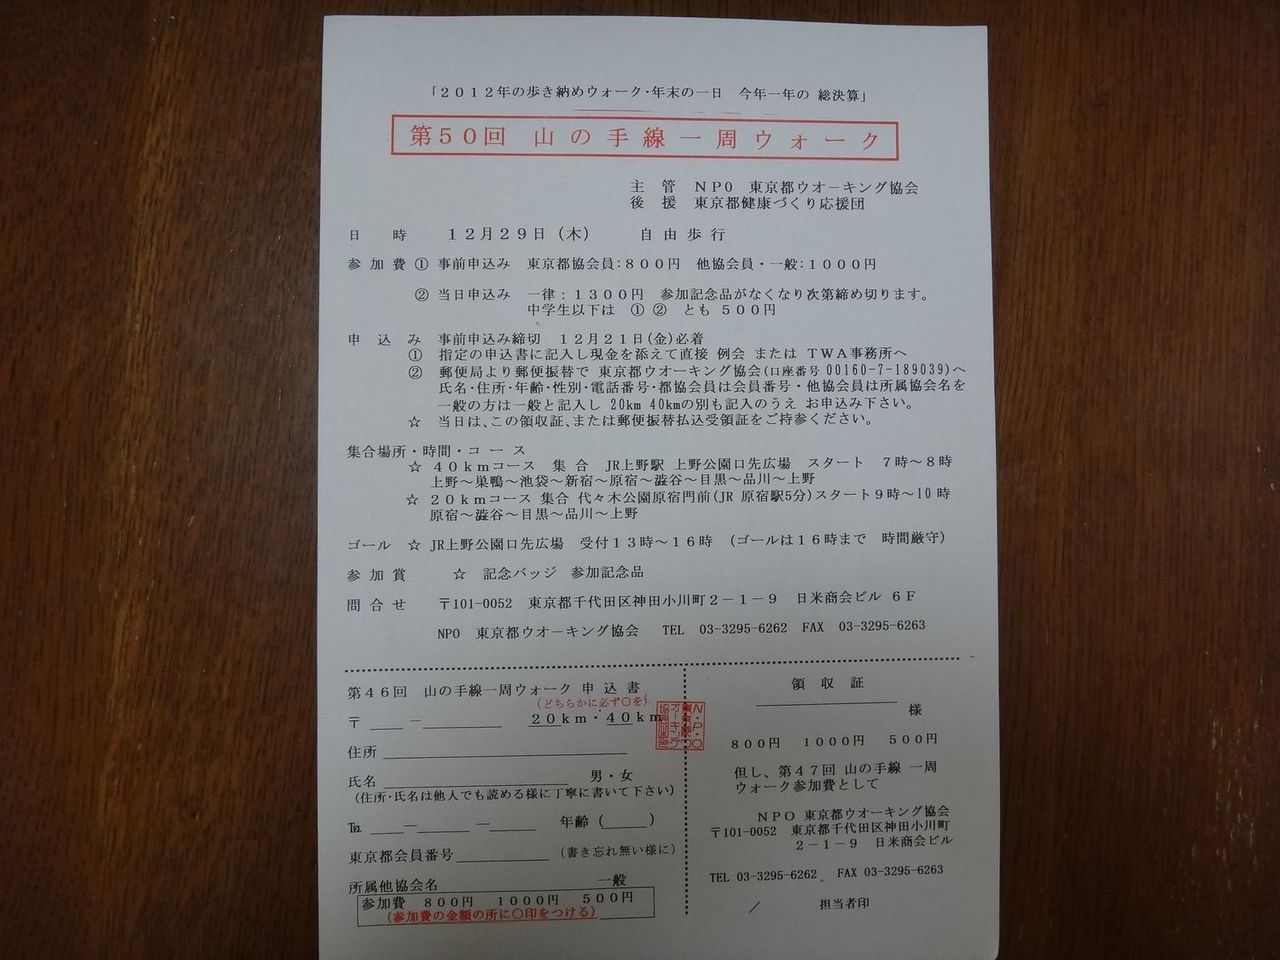 「２０１２年の歩き納めウォーク・年末の一日　今年一年の 総決算」
第５０回　山 の 手 線 一 周 ウ ォ ー ク
主　管　ＮＰ０　東京都ウオーキング協会
後　援　東京都健康づくり応援団
日　時　１２月２９日（木）　自 由 歩 行
参 加 費 ① 事前申込み　東京都協会員：８００円　他協会員・一般：１０００円
② 当日申込み　一律：１３００円　参加記念品がなくなり次第締め切ります。
中学生以下は　① ②　とも ５００円
申　込　み　事前申込み締切　１２月２１日(金)必着
①　指定の申込書に記入し現金を添えて直接 例会 または ＴＷＡ事務所へ
②　郵便局より郵便振替で 東京都ウオーキング協会(口座番号 00160-7-189039)へ
氏名・住所・年齢・性別・電話番号・都協会員は会員番号・他協会員は所属協会名を
一般の方は一般と記入し 20km 40kmの別も記入のうえ お申込み下さい。
☆　当日は、この領収証、または郵便振替払込受領証をご持参ください。
集合場所・時間・コ ー ス
☆ ４０ｋｍコース　集 合　JR上野駅 上野公園口先広場　スタート　７時～８時
上野～巣鴨～池袋～新宿～原宿～澁谷～目黒～品川～上野
☆ ２０ｋｍコース 集合 代々木公園原宿門前(JR 原宿駅5分)スタート９時～10 時
原宿～澁谷～目黒～品川～上野
ゴール　☆ JR上野公園口先広場　受付１３時～１６時　(ゴールは１６時まで　時間厳守)
参 加 賞　☆　記念バッジ　参加記念品
問 合 せ　〒101-0052　東京都千代田区神田小川町２－１－９　日米商会ビル ６Ｆ
NPO　東京都ウオーキング協会　TEL　03-3295-6262　FAX　03-3295-6263
第４６回　山の手線一周ウォーク 申 込 書
(どちらかに必ず○を)
〒 ＿＿－＿＿＿＿　２０ｋｍ・４０ｋｍ
住所
氏名　男・女
(住所・氏名は他人でも読める様に丁寧に書いて下さい)
℡ ＿＿－＿＿＿－＿＿＿　年齢（＿＿＿）
東京都会員番号　(書き忘れ無い様に)
所属他協会名　一般
参加費　８００円　１０００円　５００円
(参加費の金額の所に○印をつける)
領　収　証
様
８００円　１０００円　５００円
但し、第４７回 山の手線 一周
ウォーク参加費として
ＮＰＯ 東京都ウオーキング協会
〒101-0052　東京都千代田区神田小川町
２－１－９　日米商会ビル
TEL 03-3295-6262、 FAX 03-3295-6263
／　担当者印